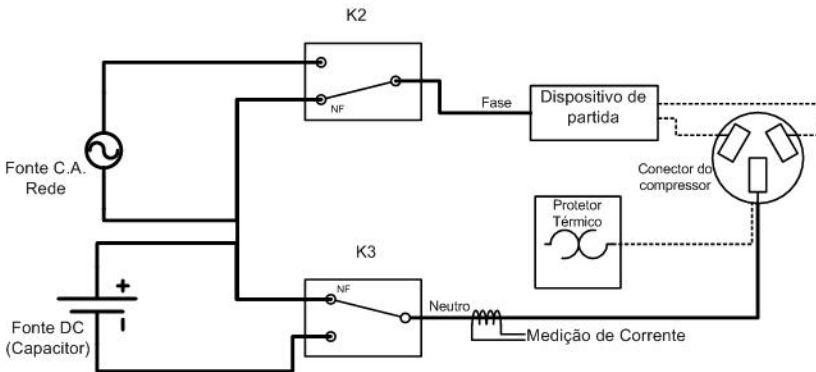 K2
NF
Fase
Dispositivo de
partida
Fonte C.A.
Rede
Conector do
compressor
Protetor
Térmico
K3
NF
Neutro
Medição de Corrente
+
Fonte DC
(Capacitor)